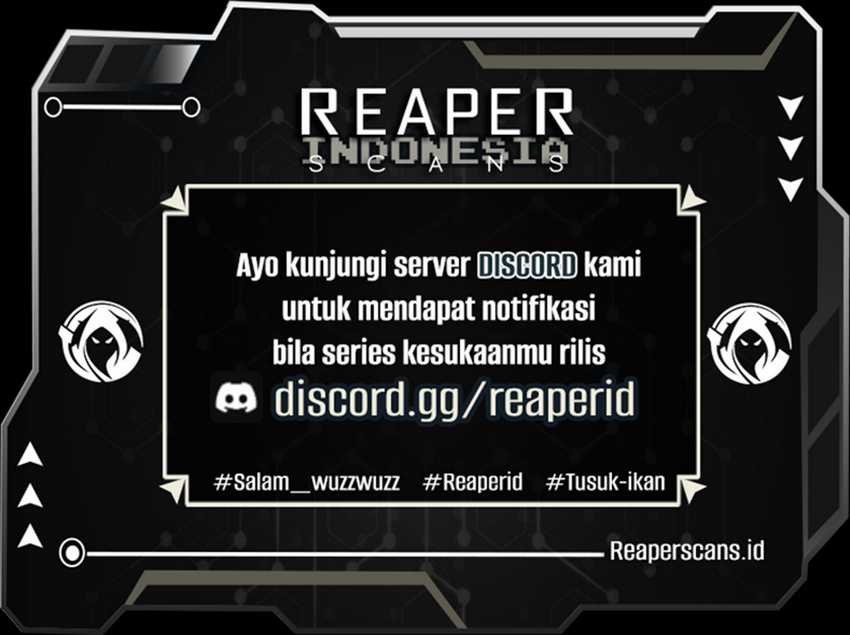 REAPER
INDONESIA
SCANS
Ayo kunjungi server DISCORD kami
untuk mendapat notifikasi
bila series kesukaanmu rilis
discord.gg/reaperid
#Salam__wuzzwuzz #Reaperid #Tusuk-ikan
Reaperscans.id